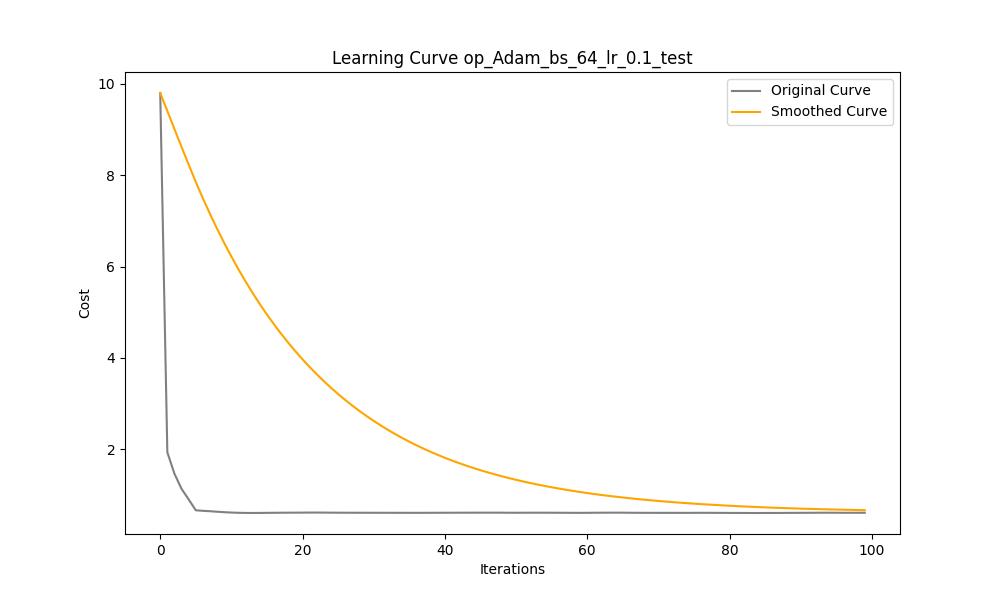 Learning Curve op_Adam_bs_64_lr_0.1_test
Original Curve
Smoothed Curve
Cost
10
8
6
4
2
0 20 40 60 80 100
Iterations